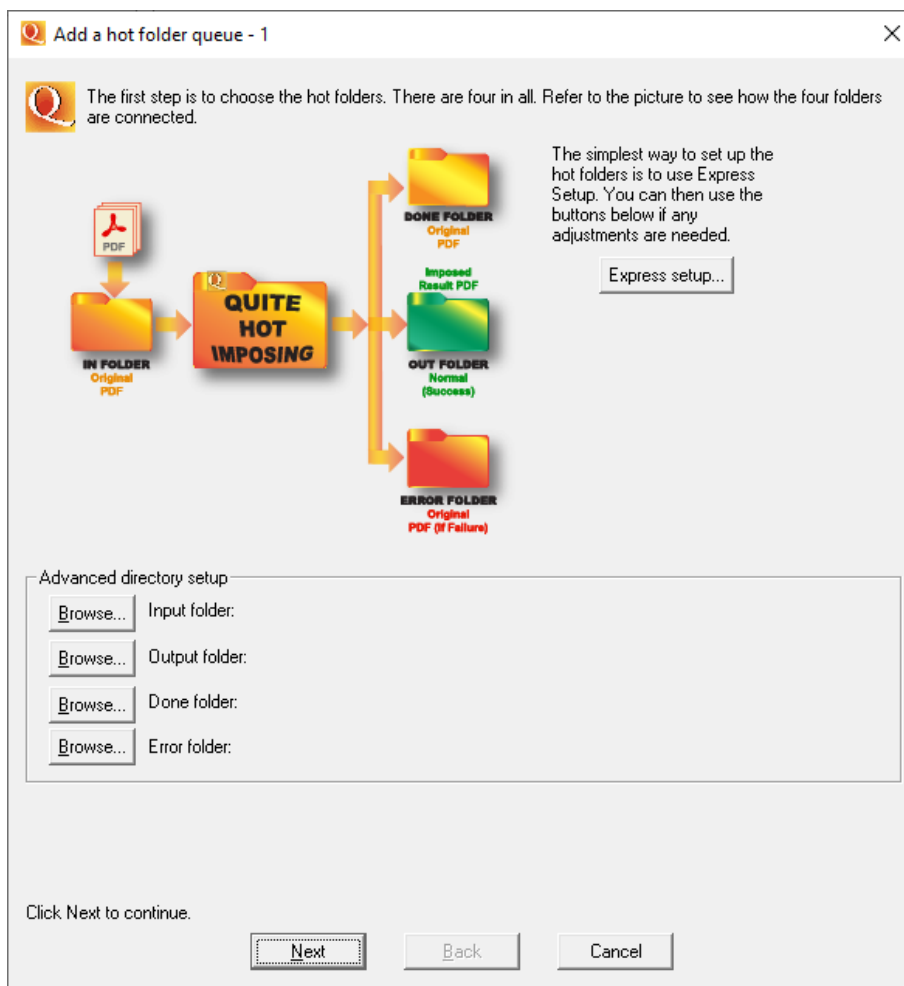 Add a hot folder queue - 1
The first step is to choose the hot folders. There are four in all. Refer to the picture to see how the four folders
are connected.
The simplest way to set up the
hot folders is to use Express
Setup. You can then use the
buttons below if any
adjustments are needed.
Express setup...
PDF
IN FOLDER
Original
PDF
QUITE
HOT
IMPOSING
DONE FOLDER
Original
PDF
Imposed
Result PDF
OUT FOLDER
Normal
(Success)
ERROR FOLDER
Original
PDF (If Failure)
Advanced directory setup
Browse... Input folder:
Browse... Output folder:
Browse... Done folder:
Browse... Error folder:
Click Next to continue.
Next Back Cancel